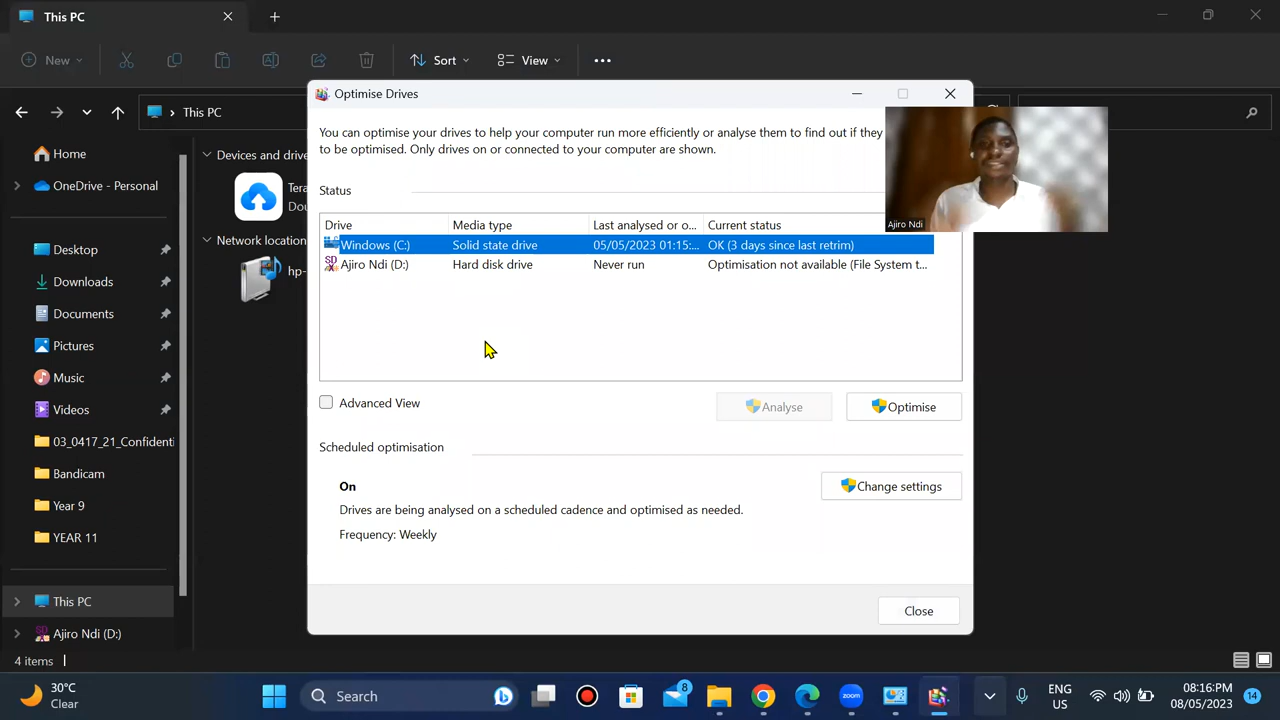 This PC
New
Sort
View
This PC
Home
OneDrive - Personal
Desktop
Downloads
Documents
Pictures
Music
Videos
03_0417_21_Confidenti
Bandicam
Year 9
YEAR 11
This PC
Ajiro Ndi (D:)
4 items
Devices and drive
Tera
Dou
Network location
hp-
Optimise Drives
You can optimise your drives to help your computer run more efficiently or analyse them to find out if they
to be optimised. Only drives on or connected to your computer are shown.
Status
Drive Media type Last analysed or o... Current status
Windows (C:) Solid state drive 05/05/2023 01:15:... OK (3 days since last retrim)
Ajiro Ndi (D:) Hard disk drive Never run Optimisation not available (File System t...
Advanced View
Analyse
Optimise
Scheduled optimisation
On
Change settings
Drives are being analysed on a scheduled cadence and optimised as needed.
Frequency: Weekly
Close
Ajiro Ndi
30°C
Clear
Search
8
zoom
ENG
US
08:16PM
08/05/2023
14